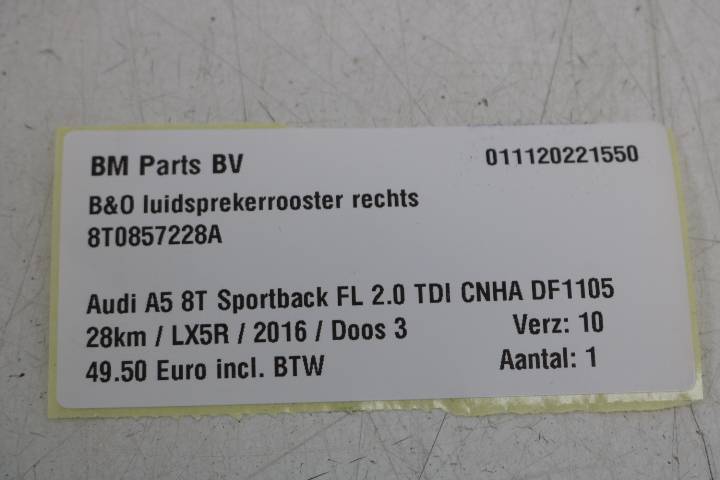 BM Parts BV 011120221550
B&O luidsprekerrooster rechts
8T0857228A
Audi A5 8T Sportback FL 2.0 TDI CNHA DF1105
28km / LX5R / 2016 / Doos 3 Verz: 10
49.50 Euro incl. BTW Aantal: 1